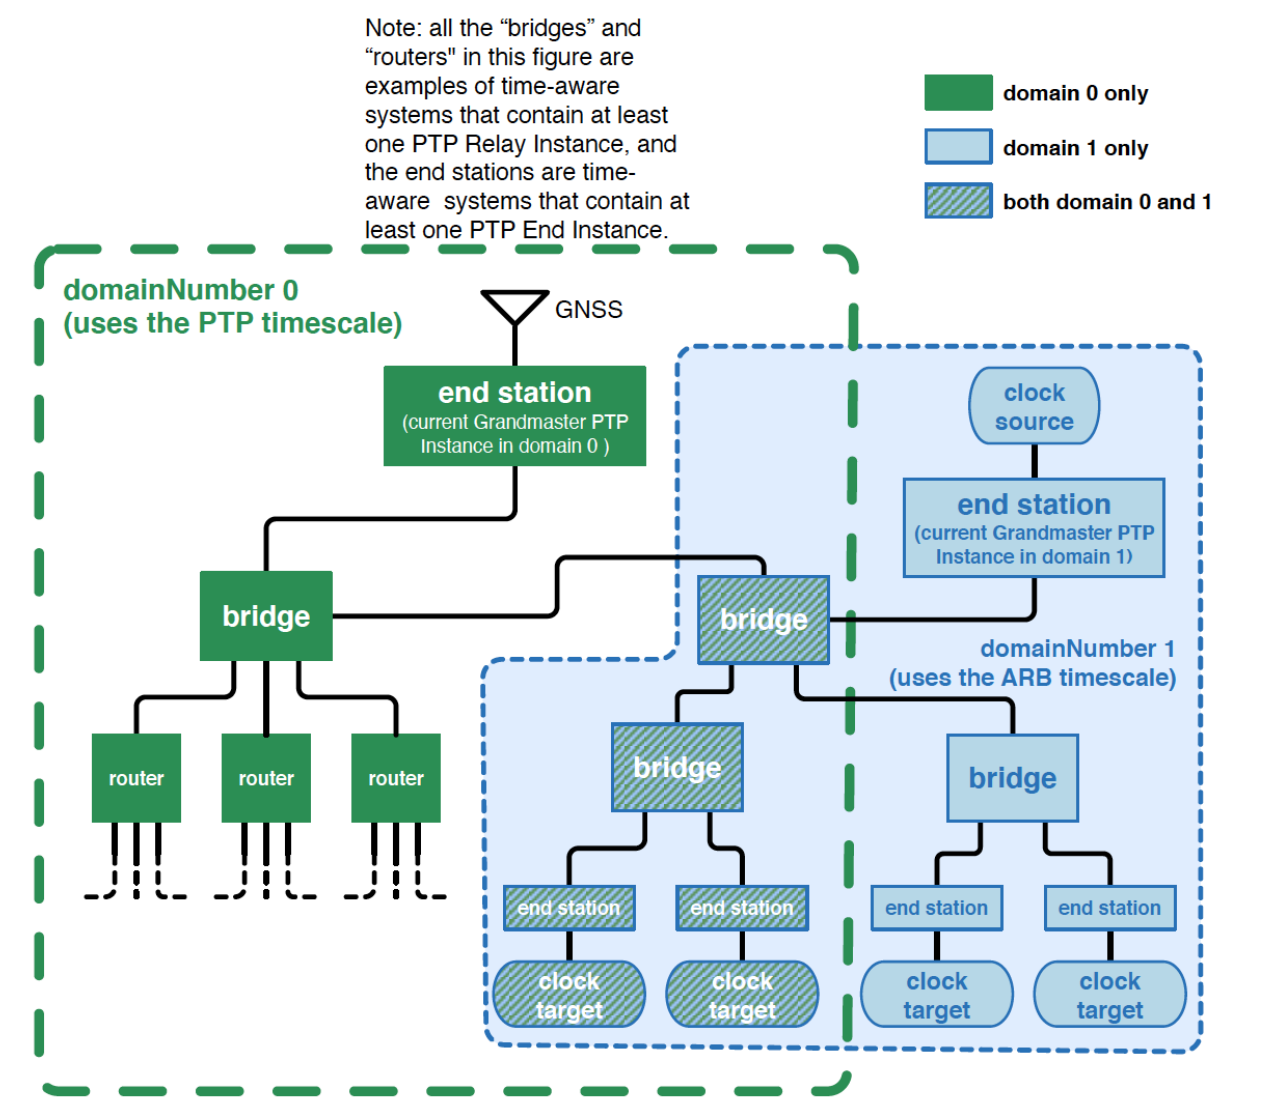 Note: all the “bridges” and
“routers" in this figure are
examples of time-aware
systems that contain at least
one PTP Relay Instance, and
the end stations are time-
aware systems that contain at
least one PTP End Instance.
domain 0 only
domain 1 only
both domain 0 and 1
domainNumber 0
(uses the PTP timescale)
GNSS
end station
(current Grandmaster PTP
Instance in domain 0 )
clock
source
end station
(current Grandmaster PTP
Instance in domain 1)
bridge
bridge
domainNumber 1
(uses the ARB timescale)
router
router
router
bridge
bridge
end station
end station
end station
end station
clock
target
clock
target
clock
target
clock
target